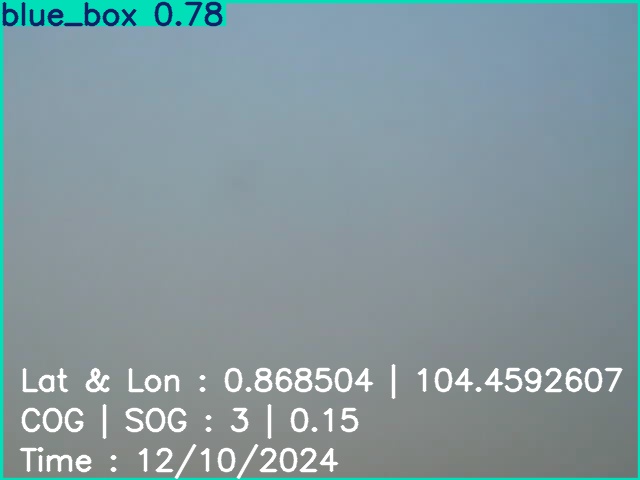 blue_box 0.78
Lat & Lon : 0.868504 | 104.4592607
COG | SOG : 3 | 0.15
Time : 12/10/2024